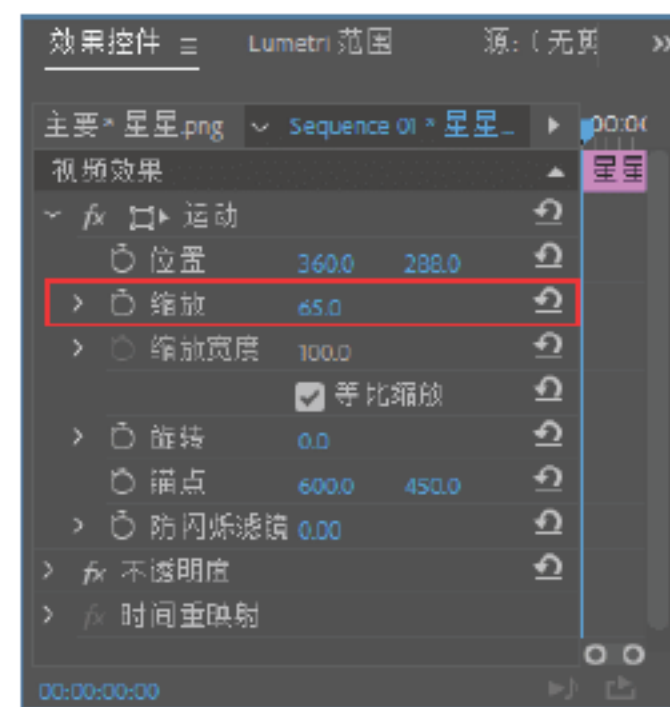 效果控件 Lumetri 范围 源:（无剪
主要*星星.png Sequence 01 * 星星... 00:00
视频效果 星星
fx 运动
位置 360.0 288.0
缩放 65.0
缩放宽度 100.0
等比缩放
旋转 0.0
锚点 600.0 450.0
防闪烁滤镜 0.00
fx 不透明度
fx 时间重映射
00:00:00:00